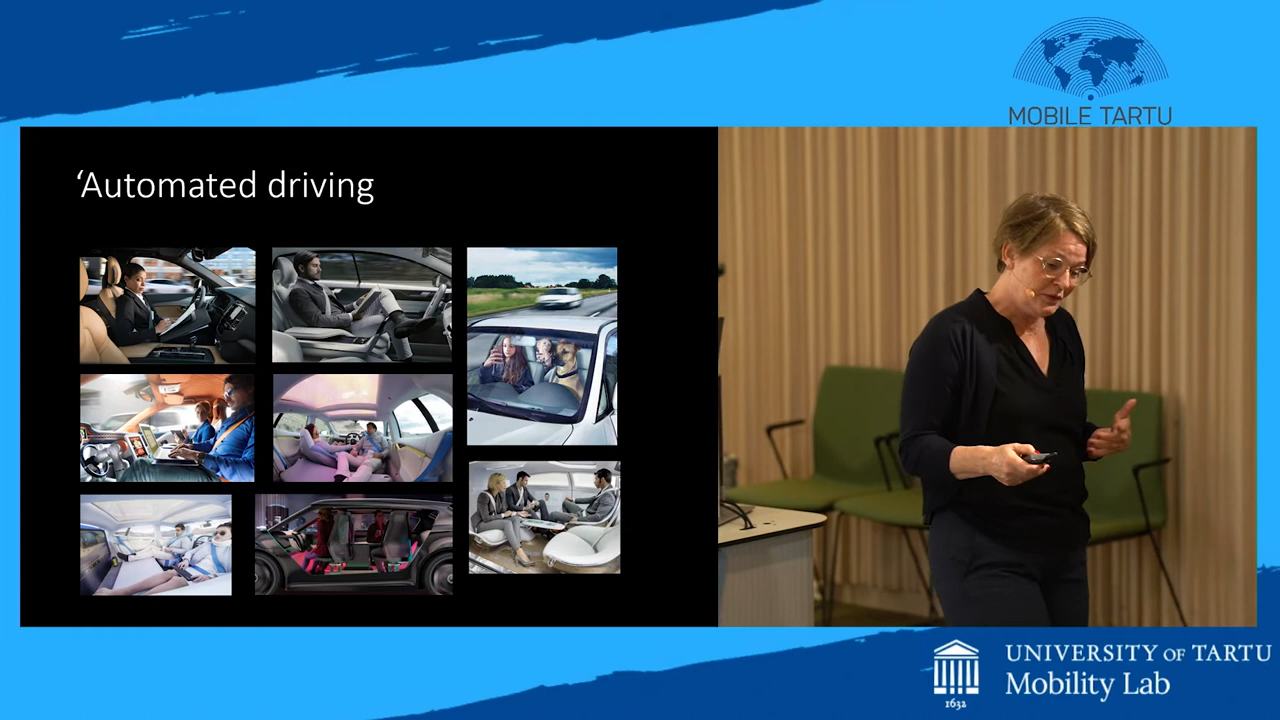 MOBILE TARTU
‘Automated driving
UNIVERSITY OF TARTU
Mobility Lab
1632